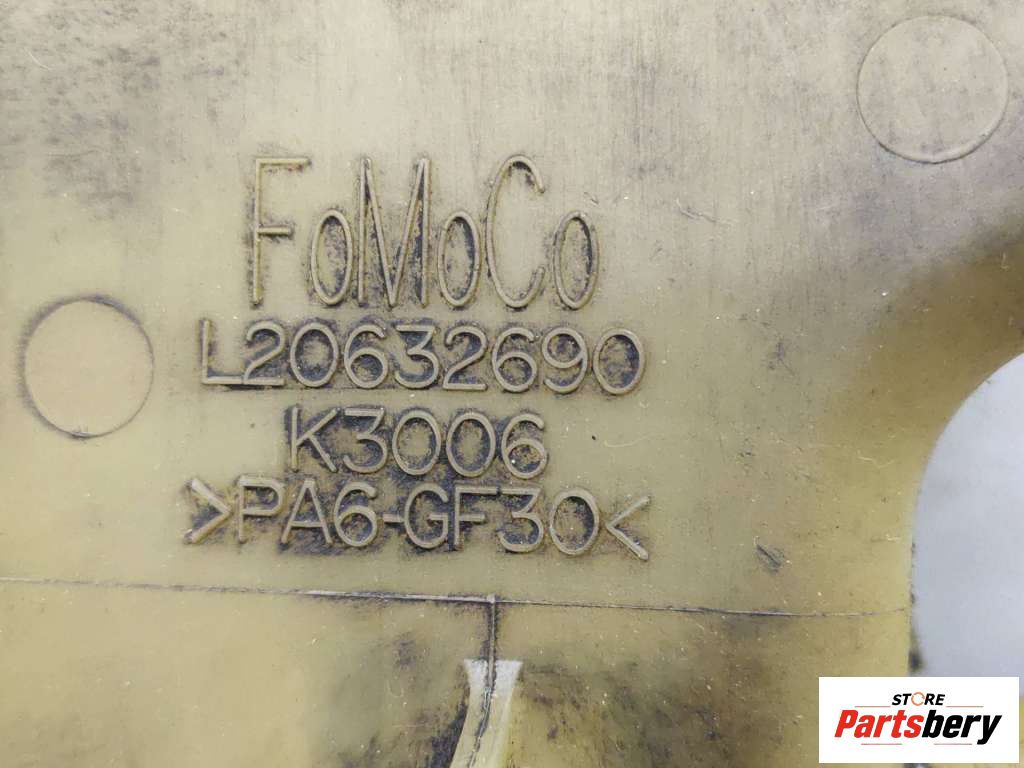 FoMoCo
L20632690
K3006
>PA6-GF30<
STORE
Partsbery